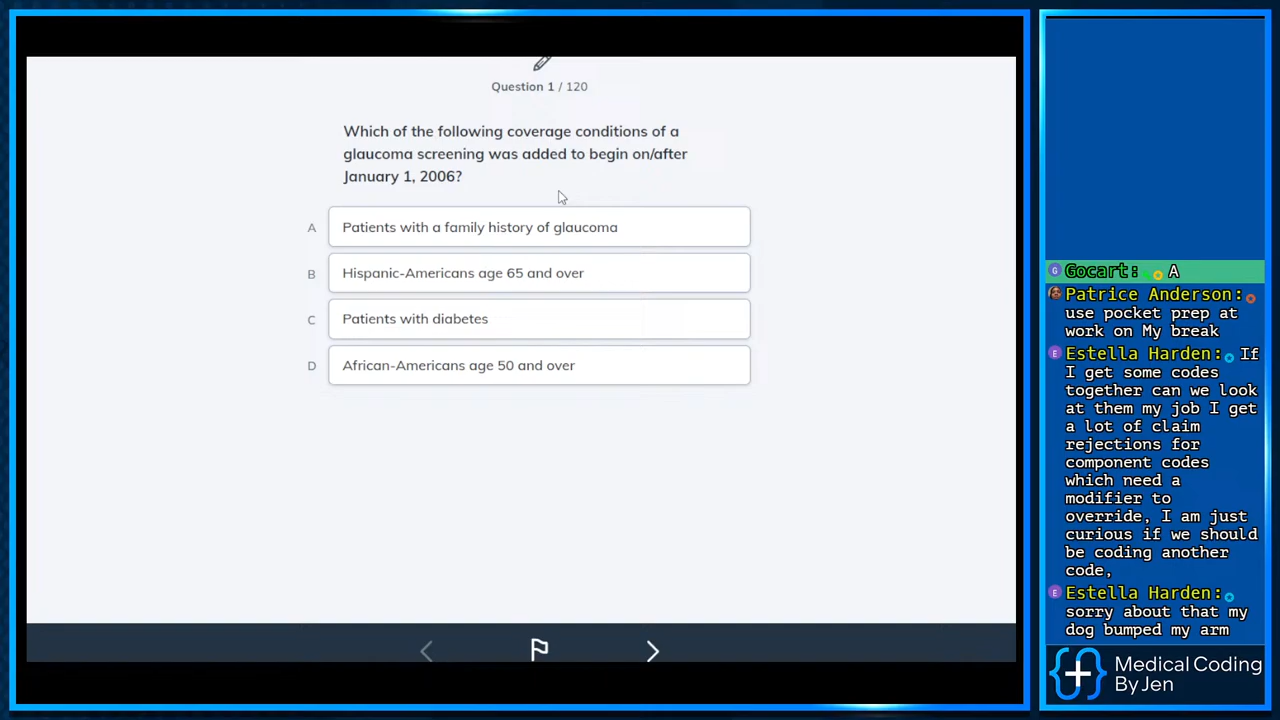 Question 1 / 120
Which of the following coverage conditions of a
glaucoma screening was added to begin on/after
January 1, 2006?
A
Patients with a family history of glaucoma
B
Hispanic-Americans age 65 and over
C
Patients with diabetes
D
African-Americans age 50 and over
G
Gocart: A
Patrice Anderson:
use pocket prep at
work on My break
E
Estella Harden: If
I get some codes
together can we look
at them my job I get
a lot of claim
rejections for
component codes
which need a
modifier to
override, I am just
curious if we should
be coding another
code,
E
Estella Harden:
sorry about that my
dog bumped my arm
Medical Coding
By Jen